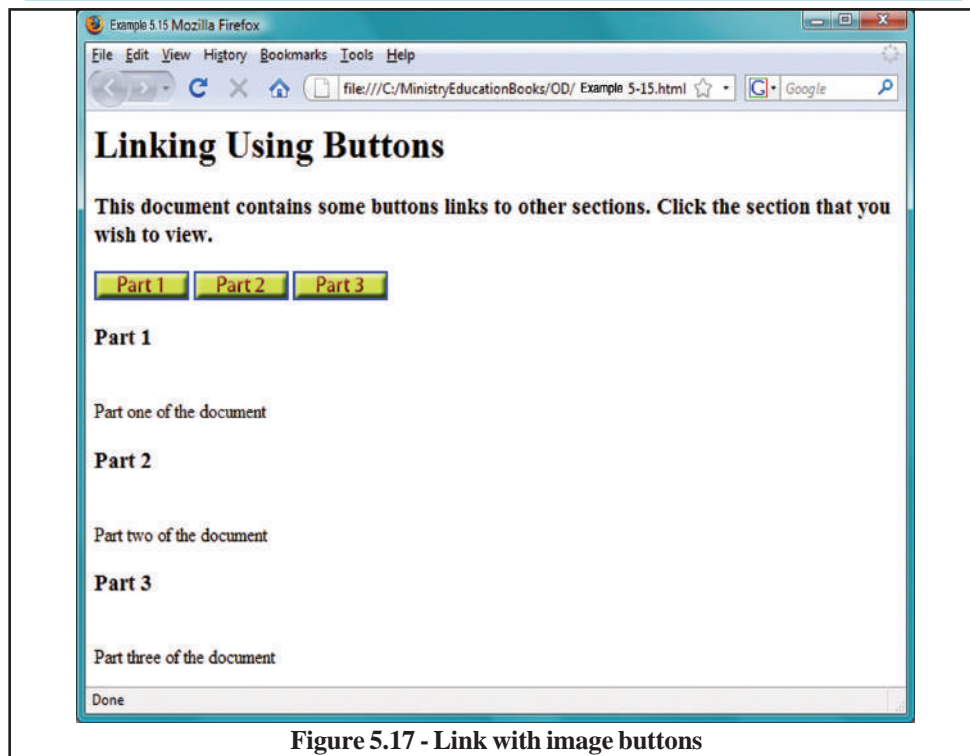 Example 5.15 Mozilla Firefox
File Edit View History Bookmarks Tools Help
file:///C:/MinistryEducationBooks/OD/ Example 5-15.html G Google
Linking Using Buttons
This document contains some buttons links to other sections. Click the section that you
wish to view.
Part 1 Part 2 Part 3
Part 1
Part one of the document
Part 2
Part two of the document
Part 3
Part three of the document
Done
Figure 5.17 - Link with image buttons